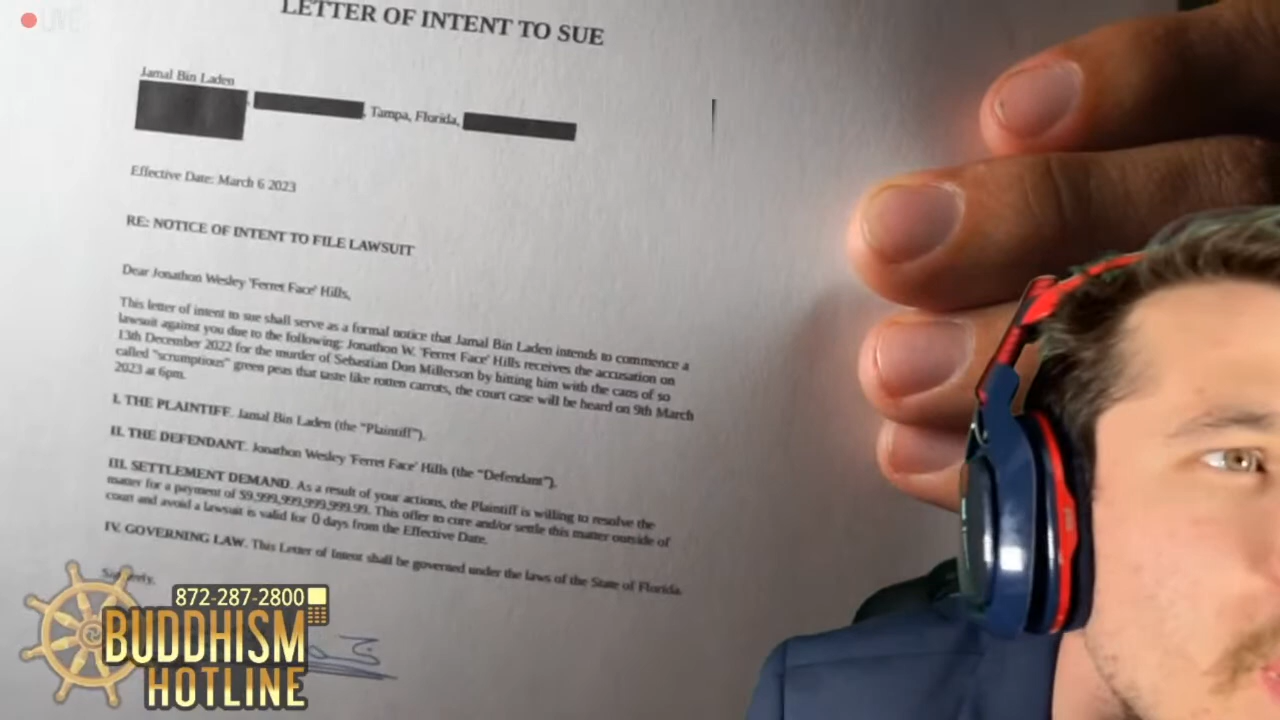 LIVE
LETTER OF INTENT TO SUE
Jamal Bin Laden
, Tampa, Florida,
Effective Date: March 6 2023
RE: NOTICE OF INTENT TO FILE LAWSUIT
Dear Jonathon Wesley 'Ferret Face' Hills,
This letter of intent to sue shall serve as a formal notice that Jamal Bin Laden intends to commence a
lawsuit against you due to the following: Jonathon W. 'Ferret Face' Hills receives the accusation on
13th December 2022 for the murder of Sebastian Don Millerson by hitting him with the cans of so
called "scrumptious" green peas that taste like rotten carrots, the court case will be heard on 9th March
2023 at 6pm.
I. THE PLAINTIFF. Jamal Bin Laden (the "Plaintiff").
II. THE DEFENDANT. Jonathon Wesley 'Ferret Face' Hills (the "Defendant").
III. SETTLEMENT DEMAND. As a result of your actions, the Plaintiff is willing to resolve the
matter for a payment of $9,999,999,999,999.99. This offer to cure and/or settle this matter outside of
court and avoid a lawsuit is valid for 0 days from the Effective Date.
IV. GOVERNING LAW. This Letter of Intent shall be governed under the laws of the State of Florida.
Sincerely,
872-287-2800
BUDDHISM
HOTLINE